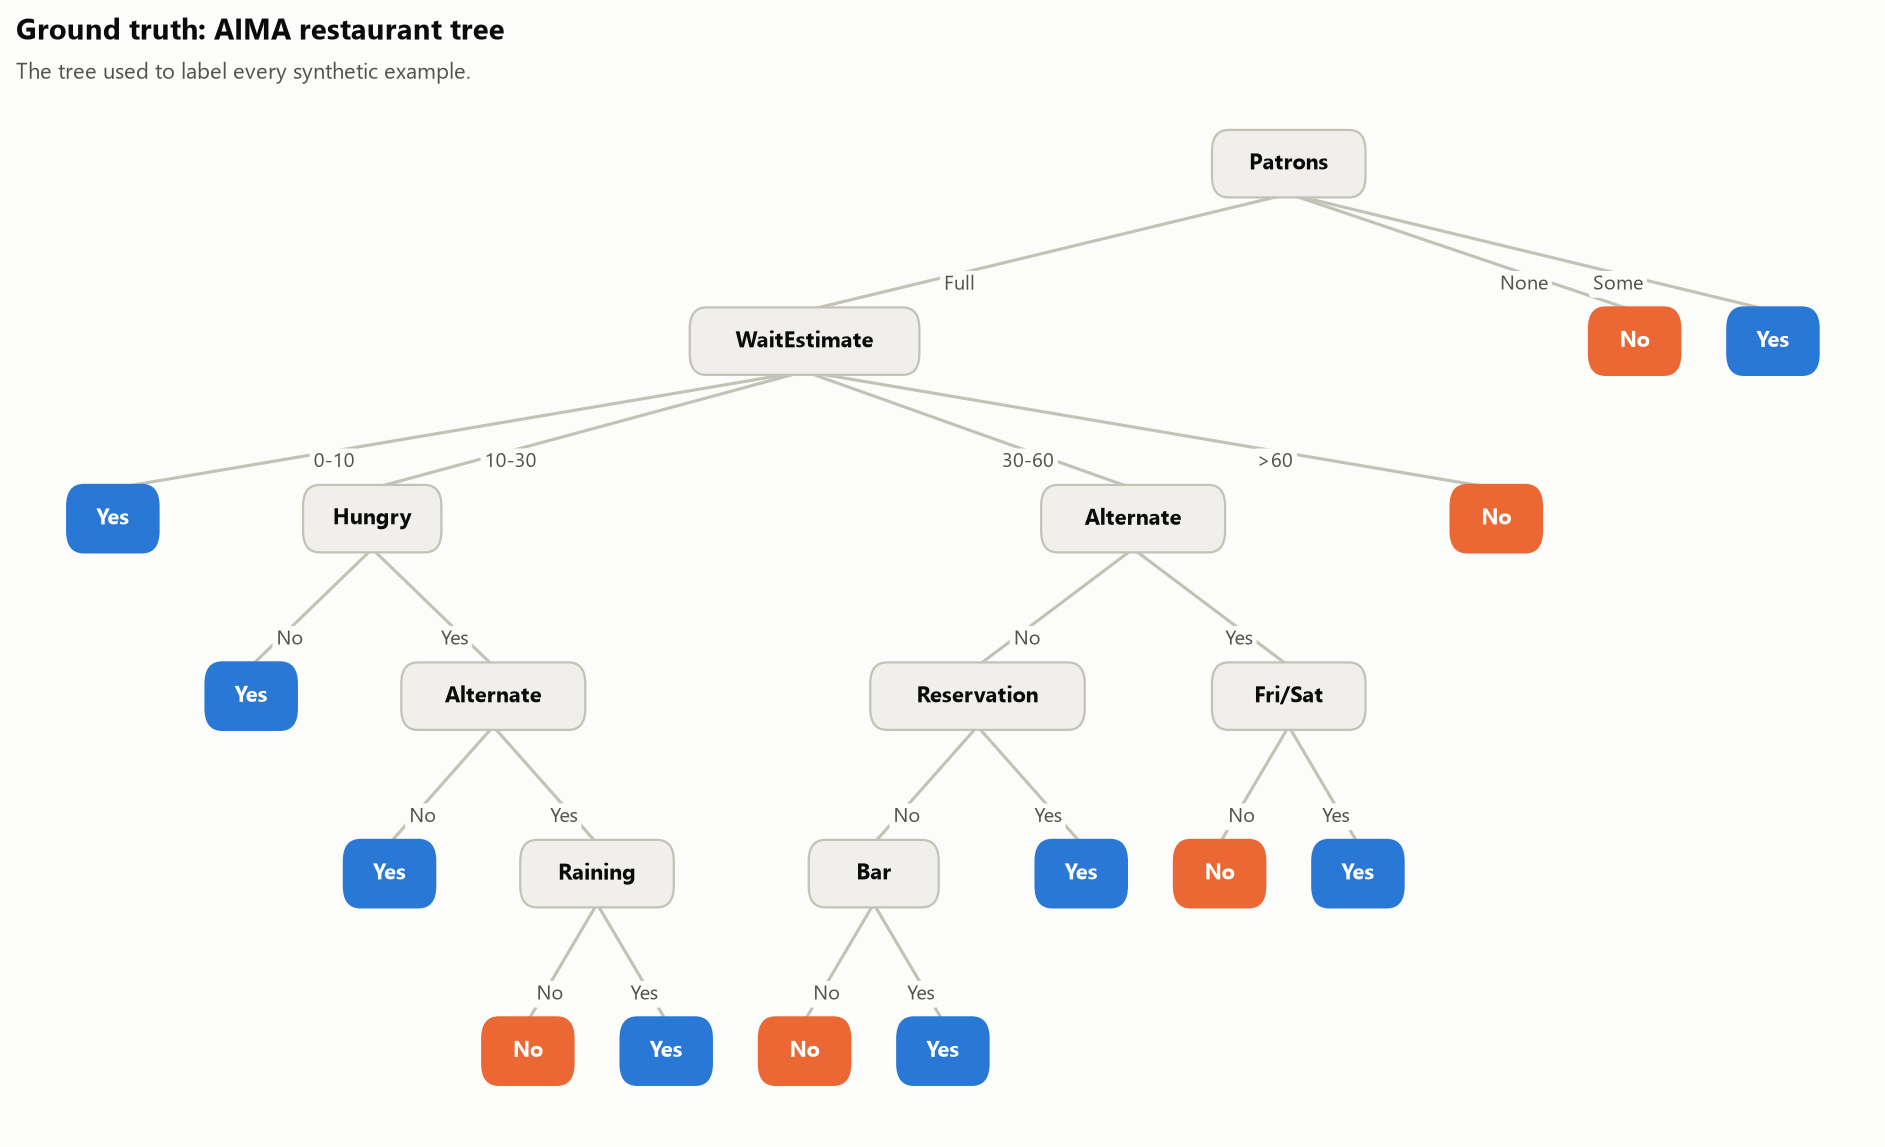 Ground truth: AIMA restaurant tree
The tree used to label every synthetic example.
Patrons
Full
None
Some
WaitEstimate
No
Yes
0-10
10-30
30-60
>60
Yes
Hungry
Alternate
No
No
Yes
No
Yes
Yes
Alternate
Reservation
Fri/Sat
No
Yes
No
Yes
No
Yes
Yes
Raining
Bar
Yes
No
Yes
No
Yes
No
Yes
No
Yes
No
Yes